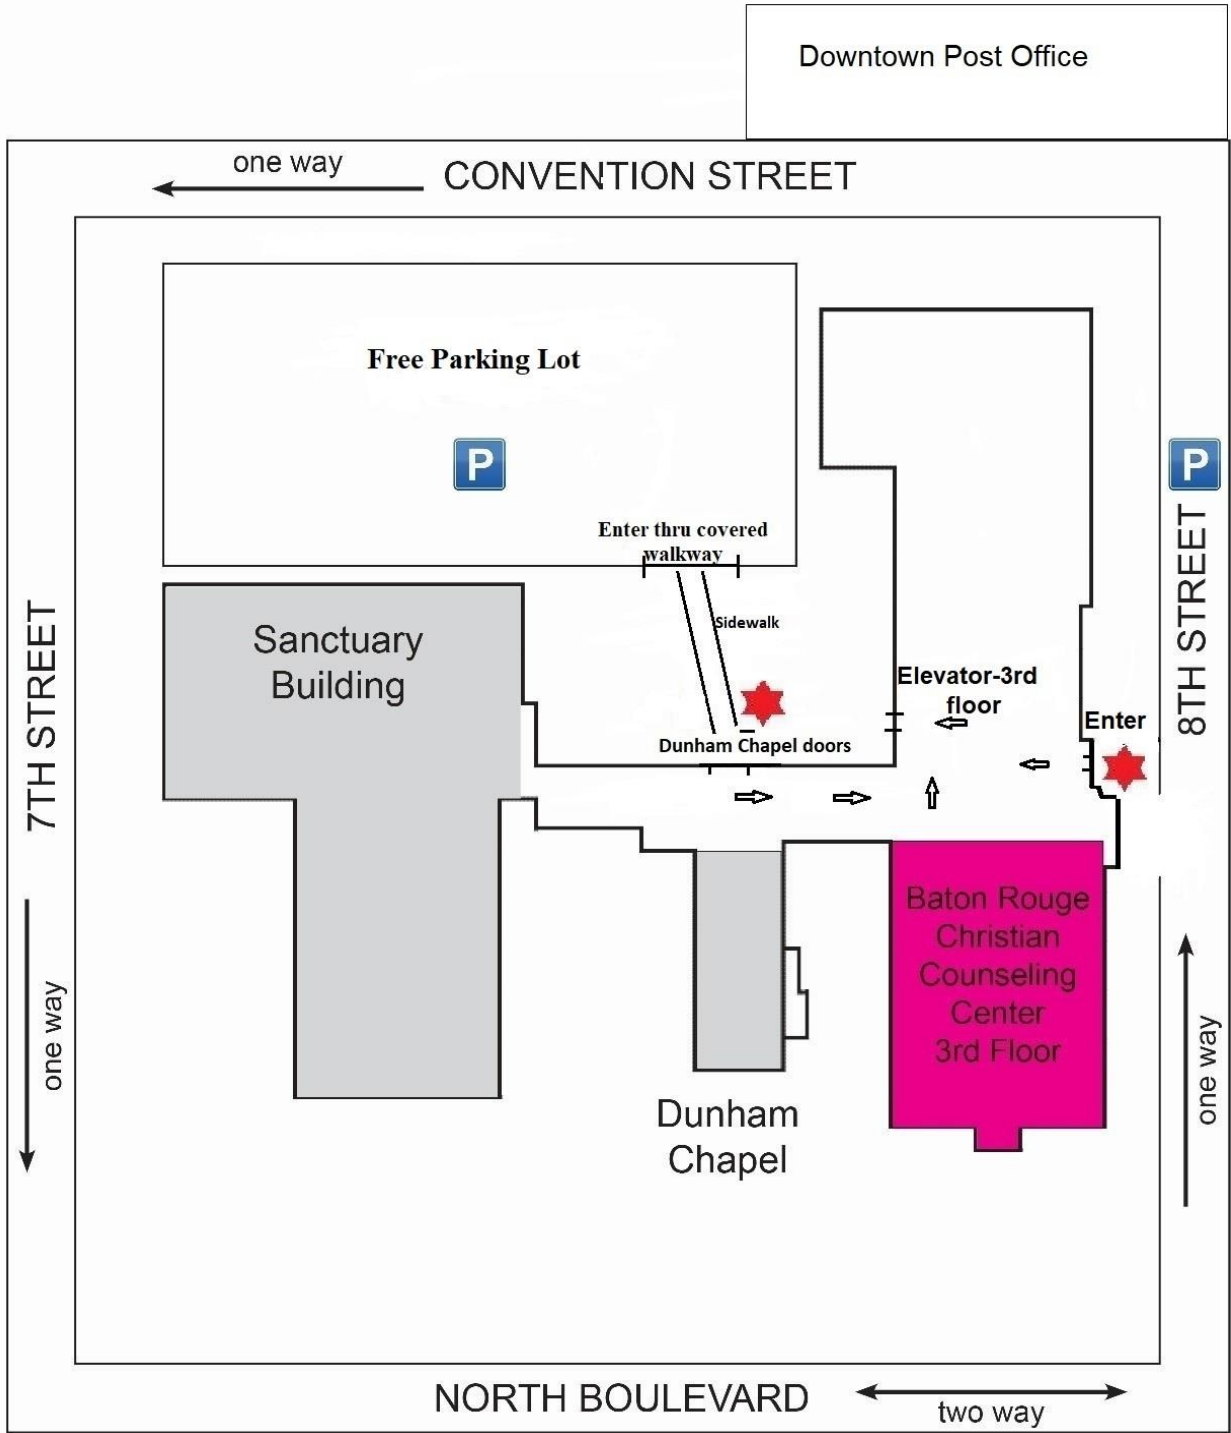 Downtown Post Office
one way
CONVENTION STREET
Free Parking Lot
P
P
Enter thru covered
walkway
Sidewalk
Sanctuary
Building
7TH STREET
8TH STREET
Elevator-3rd
floor
Enter
Dunham Chapel doors
Baton Rouge
Christian
Counseling
Center
3rd Floor
one way
one way
Dunham
Chapel
NORTH BOULEVARD
two way